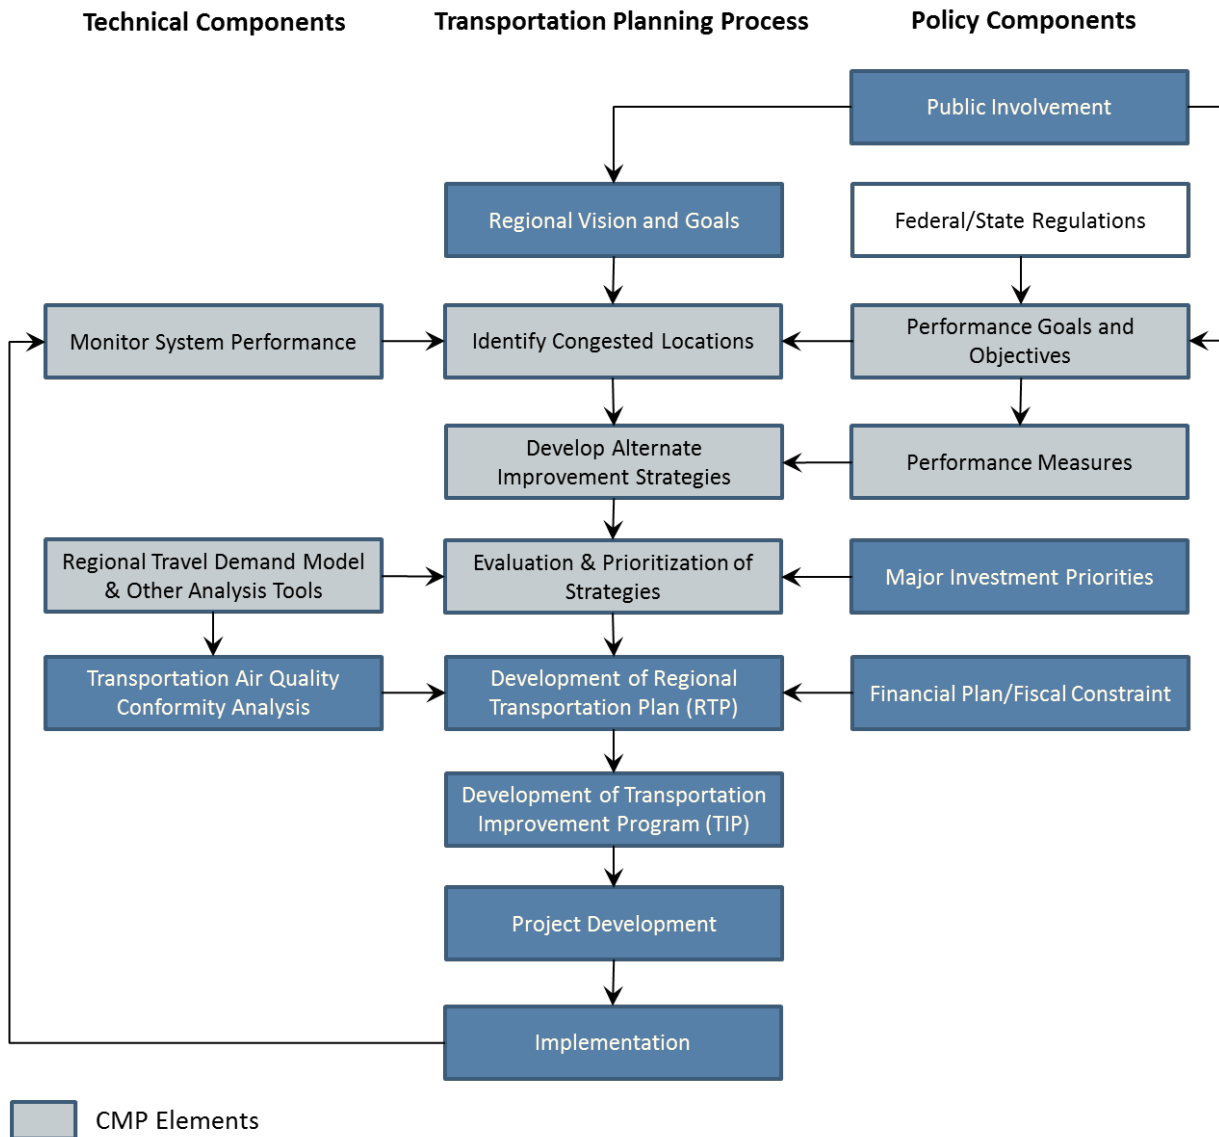 Technical Components
Transportation Planning Process
Policy Components
Public Involvement
Regional Vision and Goals
Federal/State Regulations
Monitor System Performance
Identify Congested Locations
Performance Goals and
Objectives
Develop Alternate
Improvement Strategies
Performance Measures
Regional Travel Demand Model
& Other Analysis Tools
Evaluation & Prioritization of
Strategies
Major Investment Priorities
Transportation Air Quality
Conformity Analysis
Development of Regional
Transportation Plan (RTP)
Financial Plan/Fiscal Constraint
Development of Transportation
Improvement Program (TIP)
Project Development
Implementation
CMP Elements